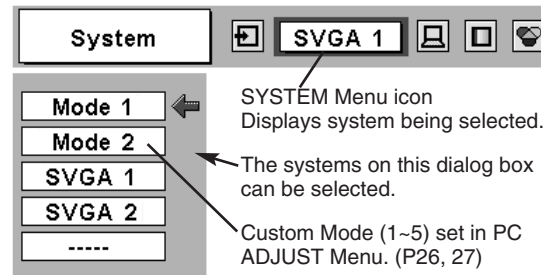 System
SVGA 1
Mode 1
Mode 2
SVGA 1
SVGA 2
-----
SYSTEM Menu icon
Displays system being selected.
The systems on this dialog box
can be selected.
Custom Mode (1~5) set in PC
ADJUST Menu. (P26, 27)